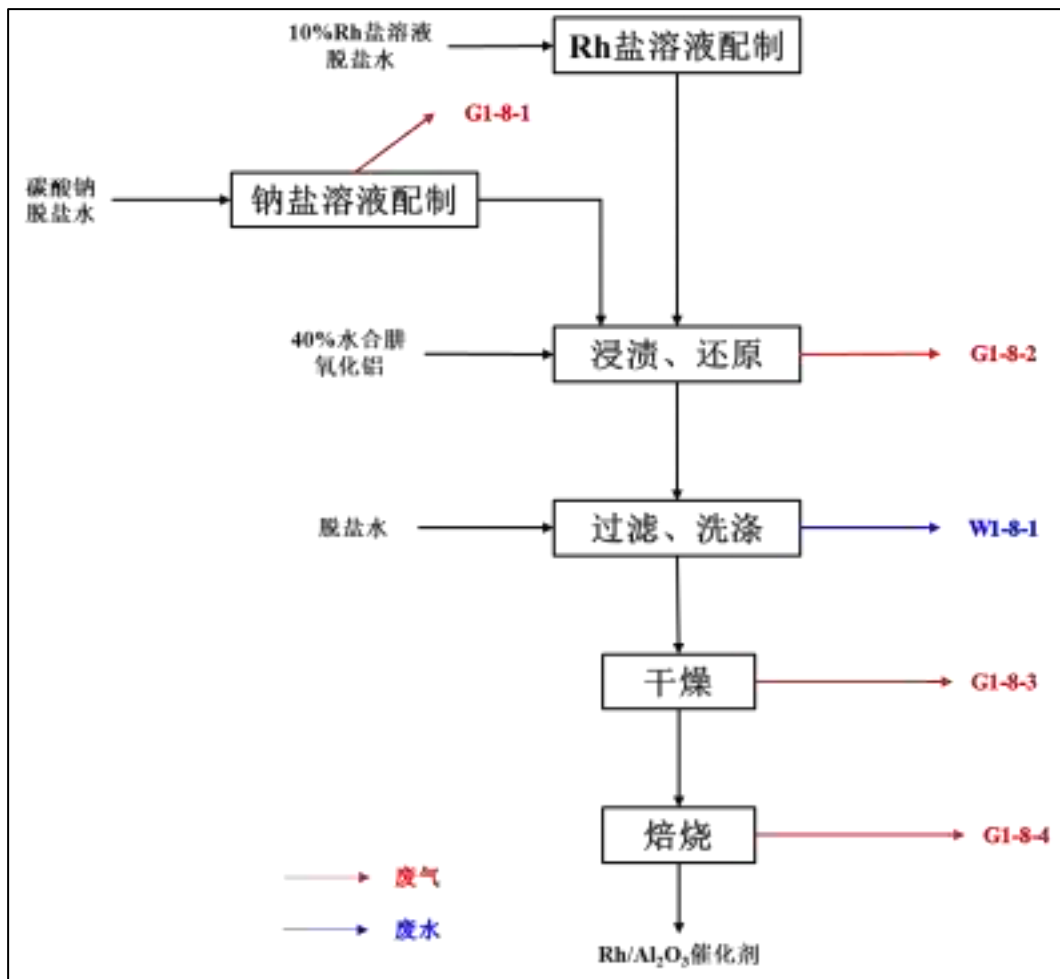 10%Rh盐溶液
脱盐水
Rh盐溶液配制
G1-8-1
碳酸钠
脱盐水
钠盐溶液配制
40%水合肼
氧化铝
浸渍、还原
G1-8-2
脱盐水
过滤、洗涤
W1-8-1
干燥
G1-8-3
焙烧
G1-8-4
废气
废水
Rh/Al₂O₃催化剂